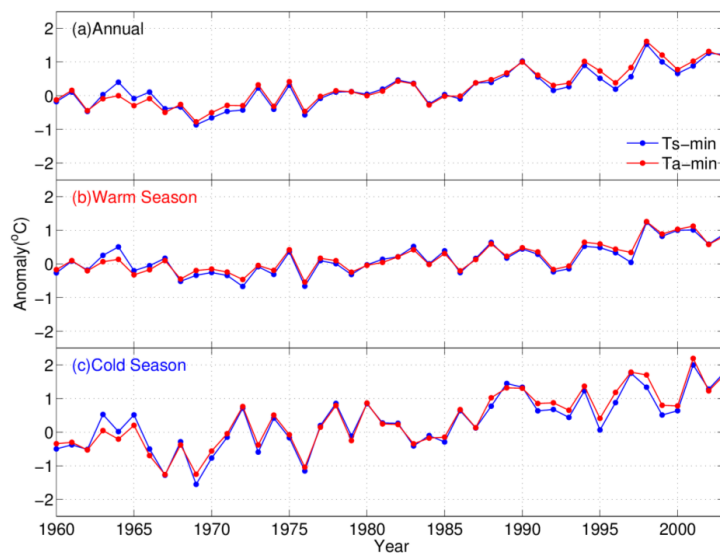 (a)Annual
2
1
0
−1
−2
Ts−min
Ta−min
(b)Warm Season
2
1
0
−1
−2
Anomaly(°C)
(c)Cold Season
2
1
0
−1
−2
1960 1965 1970 1975 1980 1985 1990 1995 2000
Year